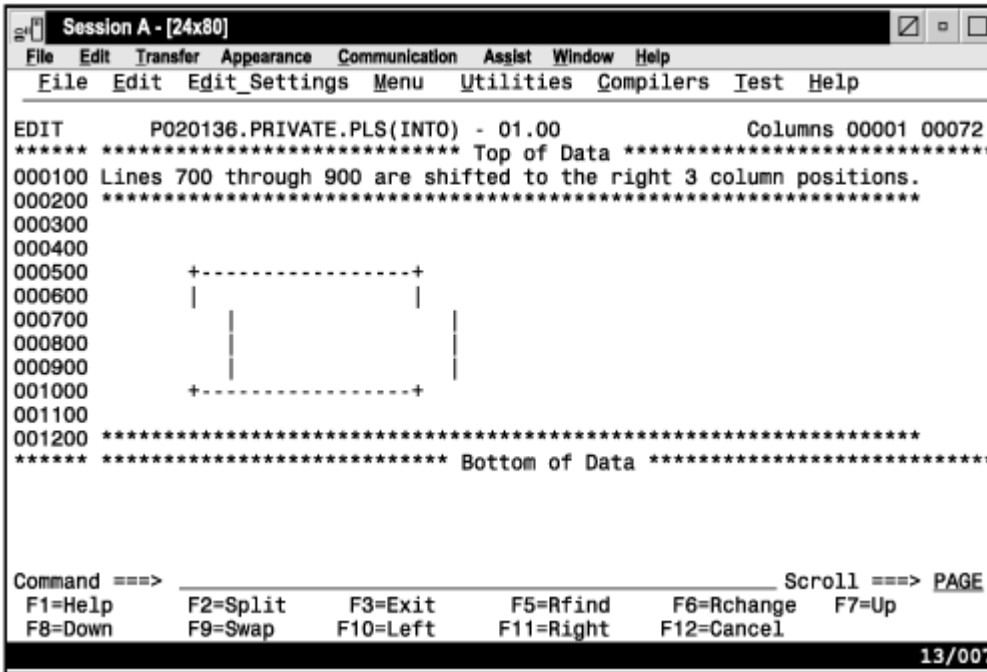 Session A - [24x80]
File Edit Transfer Appearance Communication Assist Window Help
File Edit Edit_Settings Menu Utilities Compilers Test Help
EDIT P020136.PRIVATE.PLS(INTO) - 01.00 Columns 00001 00072
****** ***************************** Top of Data ******************************
000100 Lines 700 through 900 are shifted to the right 3 column positions.
000200 ******************************************************************
000300
000400
000500 +-----------------+
000600 | |
000700 | |
000800 | |
000900 | |
001000 +-----------------+
001100
001200 ******************************************************************
****** **************************** Bottom of Data ****************************
Command ===> Scroll ===> PAGE
F1=Help F2=Split F3=Exit F5=Rfind F6=Rchange F7=Up
F8=Down F9=Swap F10=Left F11=Right F12=Cancel
13/007